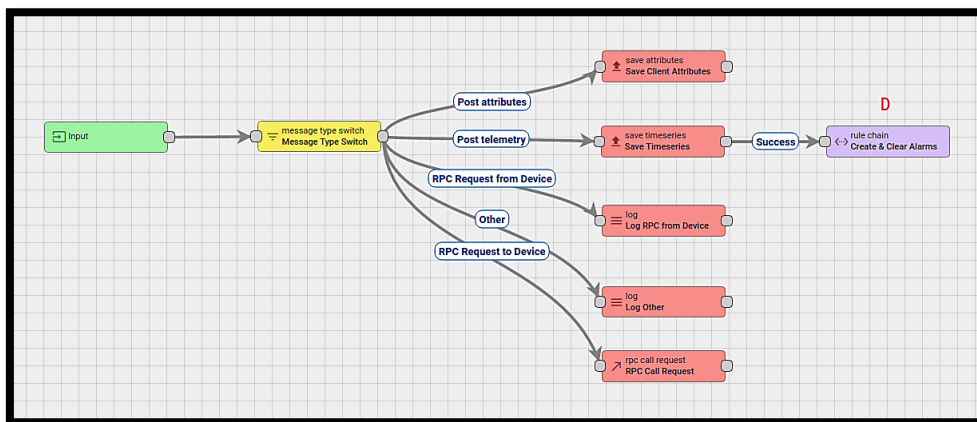 save attributes
Save Client Attributes
Post attributes
D
Input
message type switch
Message Type Switch
Post telemetry
save timeseries
Save Timeseries
Success
rule chain
Create & Clear Alarms
RPC Request from Device
log
Log RPC from Device
Other
RPC Request to Device
log
Log Other
rpc call request
RPC Call Request